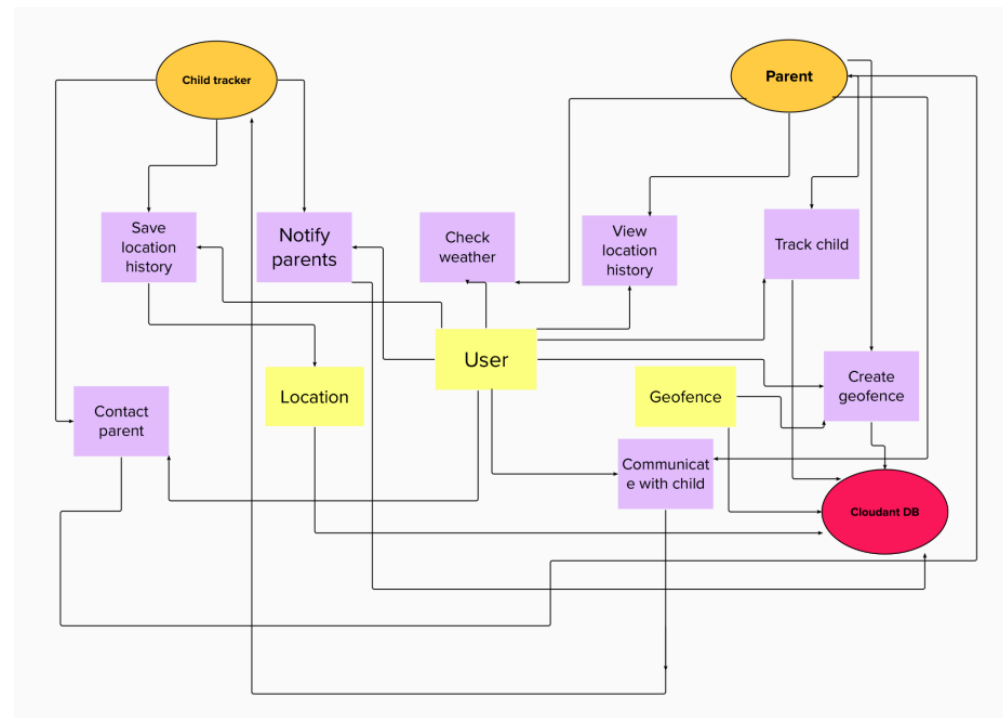 Child tracker
Parent
Save
location
history
Notify
parents
Check
weather
View
location
history
Track child
User
Location
Geofence
Create
geofence
Contact
parent
Communicat
e with child
Cloudant DB